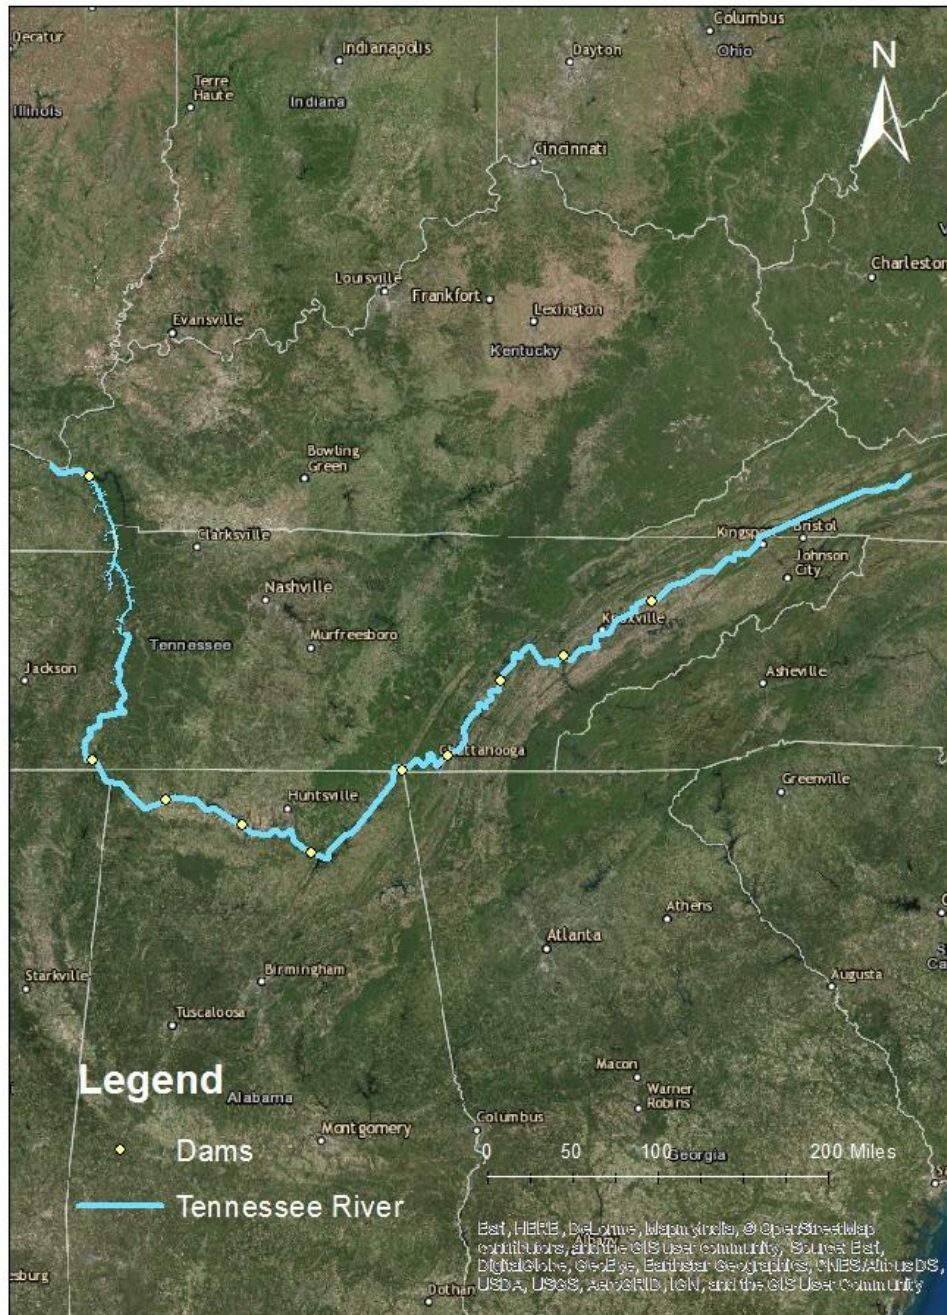 Columbus
Decatur
Indianapolis
Dayton
Ohio
N
Terre
Haute
Indiana
Illinois
Cincinnati
Charleston
Louisville
Frankfort
Lexington
Evansville
Kentucky
Bowling
Green
Clarksville
Kingspo
Bristol
Johnson
City
Nashville
Knoxville
Murfreesboro
Tennessee
Jackson
Asheville
Chattanooga
Greenville
Huntsville
Athens
Atlanta
Birmingham
Starkville
Augusta
Tuscaloosa
Macon
Warner
Robins
Legend
Alabama
Columbus
Montgomery
Dams
0 50 100 200 Miles
Georgia
Tennessee River
Albany
Esri, HERE, DeLorme, MapmyIndia, © OpenStreetMap
contributors, and the GIS user community, Source: Esri,
DigitalGlobe, GeoEye, Earthstar Geographics, CNES/Airbus DS,
USDA, USGS, AeroGRID, IGN, and the GIS User Community
esburg
Dothan